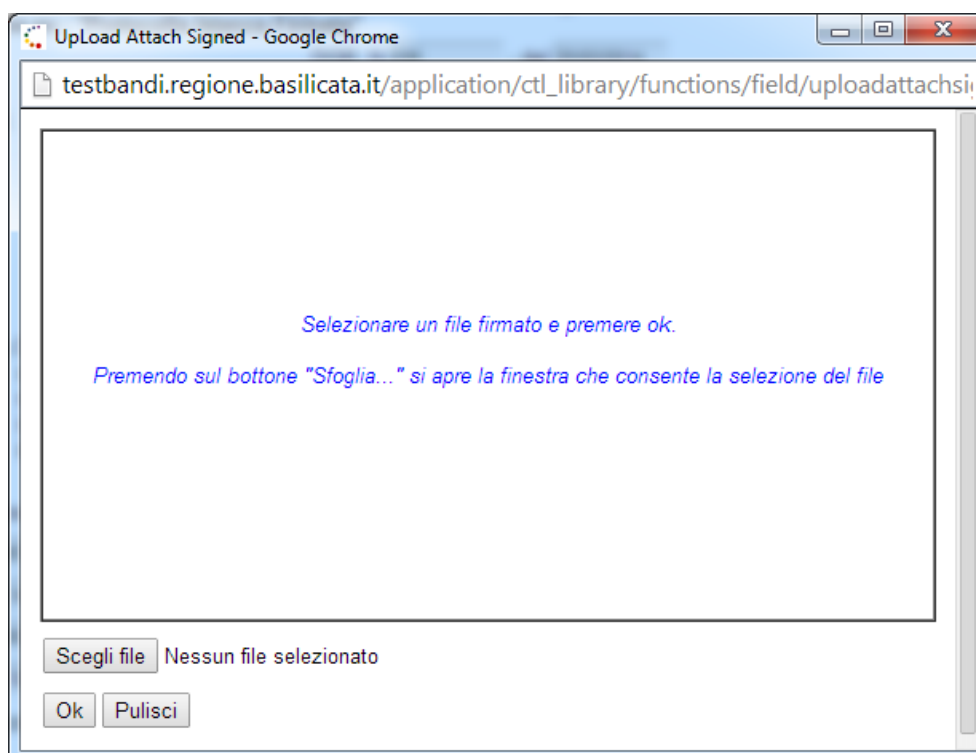 UpLoad Attach Signed - Google Chrome
testbandi.regione.basilicata.it/application/ctl_library/functions/field/uploadattachsi
Selezionare un file firmato e premere ok.
Premendo sul bottone "Sfoglia..." si apre la finestra che consente la selezione del file
Scegli file Nessun file selezionato
Ok Pulisci